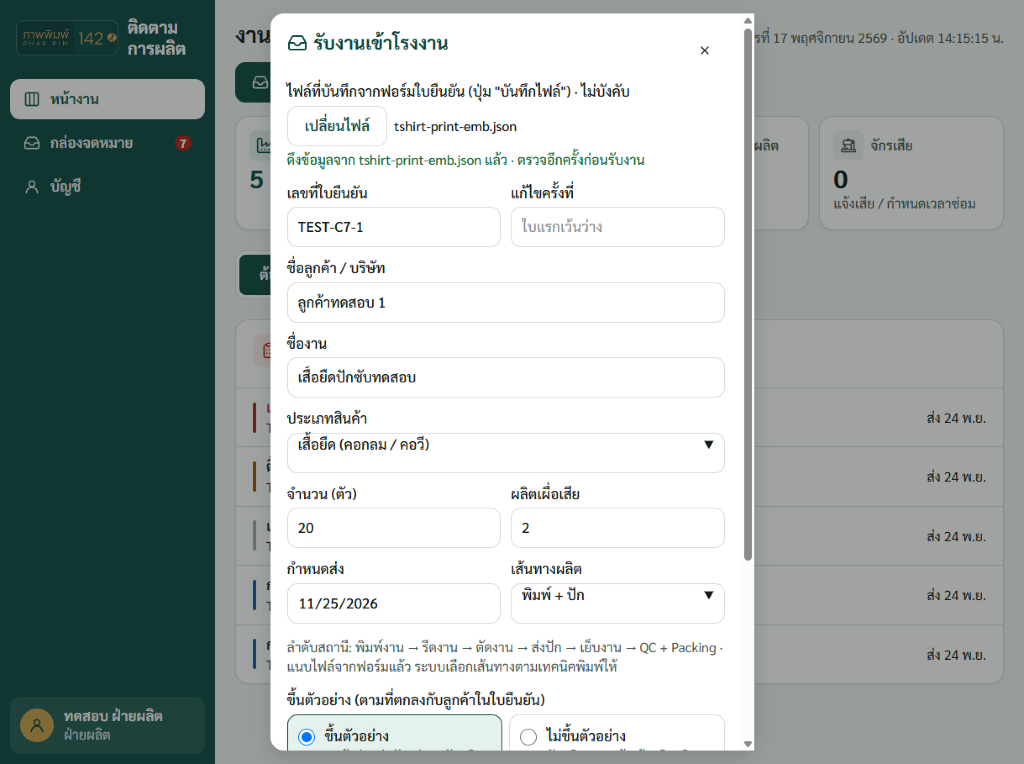 ภาพพิมพ์
PHAP PIM
142
ติดตาม
การผลิต
หน้างาน
กล่องจดหมาย 7
บัญชี
ทดสอบ ฝ่ายผลิต
ฝ่ายผลิต
งาน
17 พฤศจิกายน 2569 · อัปเดต 14:15:15 น.
5
ผลิต
จักรเสีย
0
แจ้งเสีย / กำหนดเวลาซ่อม
ส่ง 24 พ.ย.
ส่ง 24 พ.ย.
ส่ง 24 พ.ย.
ส่ง 24 พ.ย.
ส่ง 24 พ.ย.
รับงานเข้าโรงงาน ×
ไฟล์ที่บันทึกจากฟอร์มใบยืนยัน (ปุ่ม "บันทึกไฟล์") · ไม่บังคับ
เปลี่ยนไฟล์ tshirt-print-emb.json
ดึงข้อมูลจาก tshirt-print-emb.json แล้ว · ตรวจอีกครั้งก่อนรับงาน
เลขที่ใบยืนยัน แก้ไขครั้งที่
TEST-C7-1 ใบแรกเว้นว่าง
ชื่อลูกค้า / บริษัท
ลูกค้าทดสอบ 1
ชื่องาน
เสื้อยืดปักซับทดสอบ
ประเภทสินค้า
เสื้อยืด (คอกลม / คอวี)
จำนวน (ตัว) ผลิตเผื่อเสีย
20 2
กำหนดส่ง เส้นทางผลิต
11/25/2026 พิมพ์ + ปัก
ลำดับสถานี: พิมพ์งาน → รีดงาน → ตัดงาน → ส่งปัก → เย็บงาน → QC + Packing ·
แนบไฟล์จากฟอร์มแล้ว ระบบเลือกเส้นทางตามเทคนิคพิมพ์ให้
ขึ้นตัวอย่าง (ตามที่ตกลงกับลูกค้าในใบยืนยัน)
ขึ้นตัวอย่าง ไม่ขึ้นตัวอย่าง